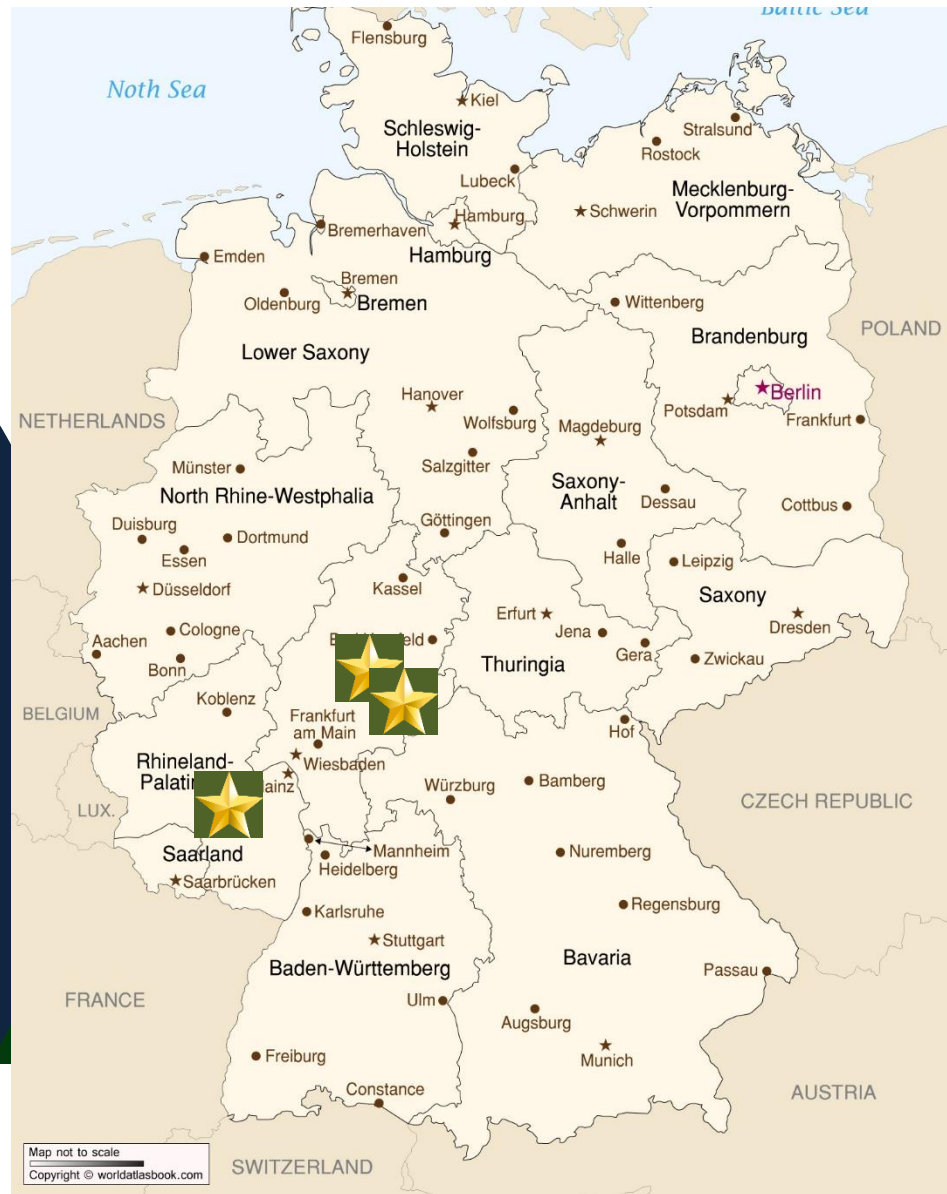 Baltic Sea
Flensburg
Noth Sea
Kiel
Schleswig-
Holstein
Stralsund
Rostock
Lubeck
Mecklenburg-
Vorpommern
Schwerin
Hamburg
Bremerhaven
Hamburg
Emden
Bremen
Oldenburg
Bremen
Wittenberg
Brandenburg
POLAND
Lower Saxony
Berlin
Hanover
Potsdam
NETHERLANDS
Wolfsburg
Frankfurt
Magdeburg
Salzgitter
Münster
North Rhine-Westphalia
Saxony-
Anhalt
Dessau
Cottbus
Duisburg
Göttingen
Dortmund
Essen
Halle
Leipzig
Kassel
Düsseldorf
Saxony
Erfurt
Dresden
Cologne
Jena
Aachen
Gera
Bonn
Thuringia
Zwickau
Koblenz
BELGIUM
Frankfurt
am Main
Hof
Rhineland-
Wiesbaden
Würzburg
Bamberg
CZECH REPUBLIC
LUX.
Mannheim
Nuremberg
Saarland
Heidelberg
Saarbrücken
Regensburg
Karlsruhe
Stuttgart
Bavaria
Baden-Württemberg
Passau
FRANCE
Ulm
Augsburg
Munich
Freiburg
Constance
AUSTRIA
Map not to scale
SWITZERLAND
Copyright © worldatlasbook.com